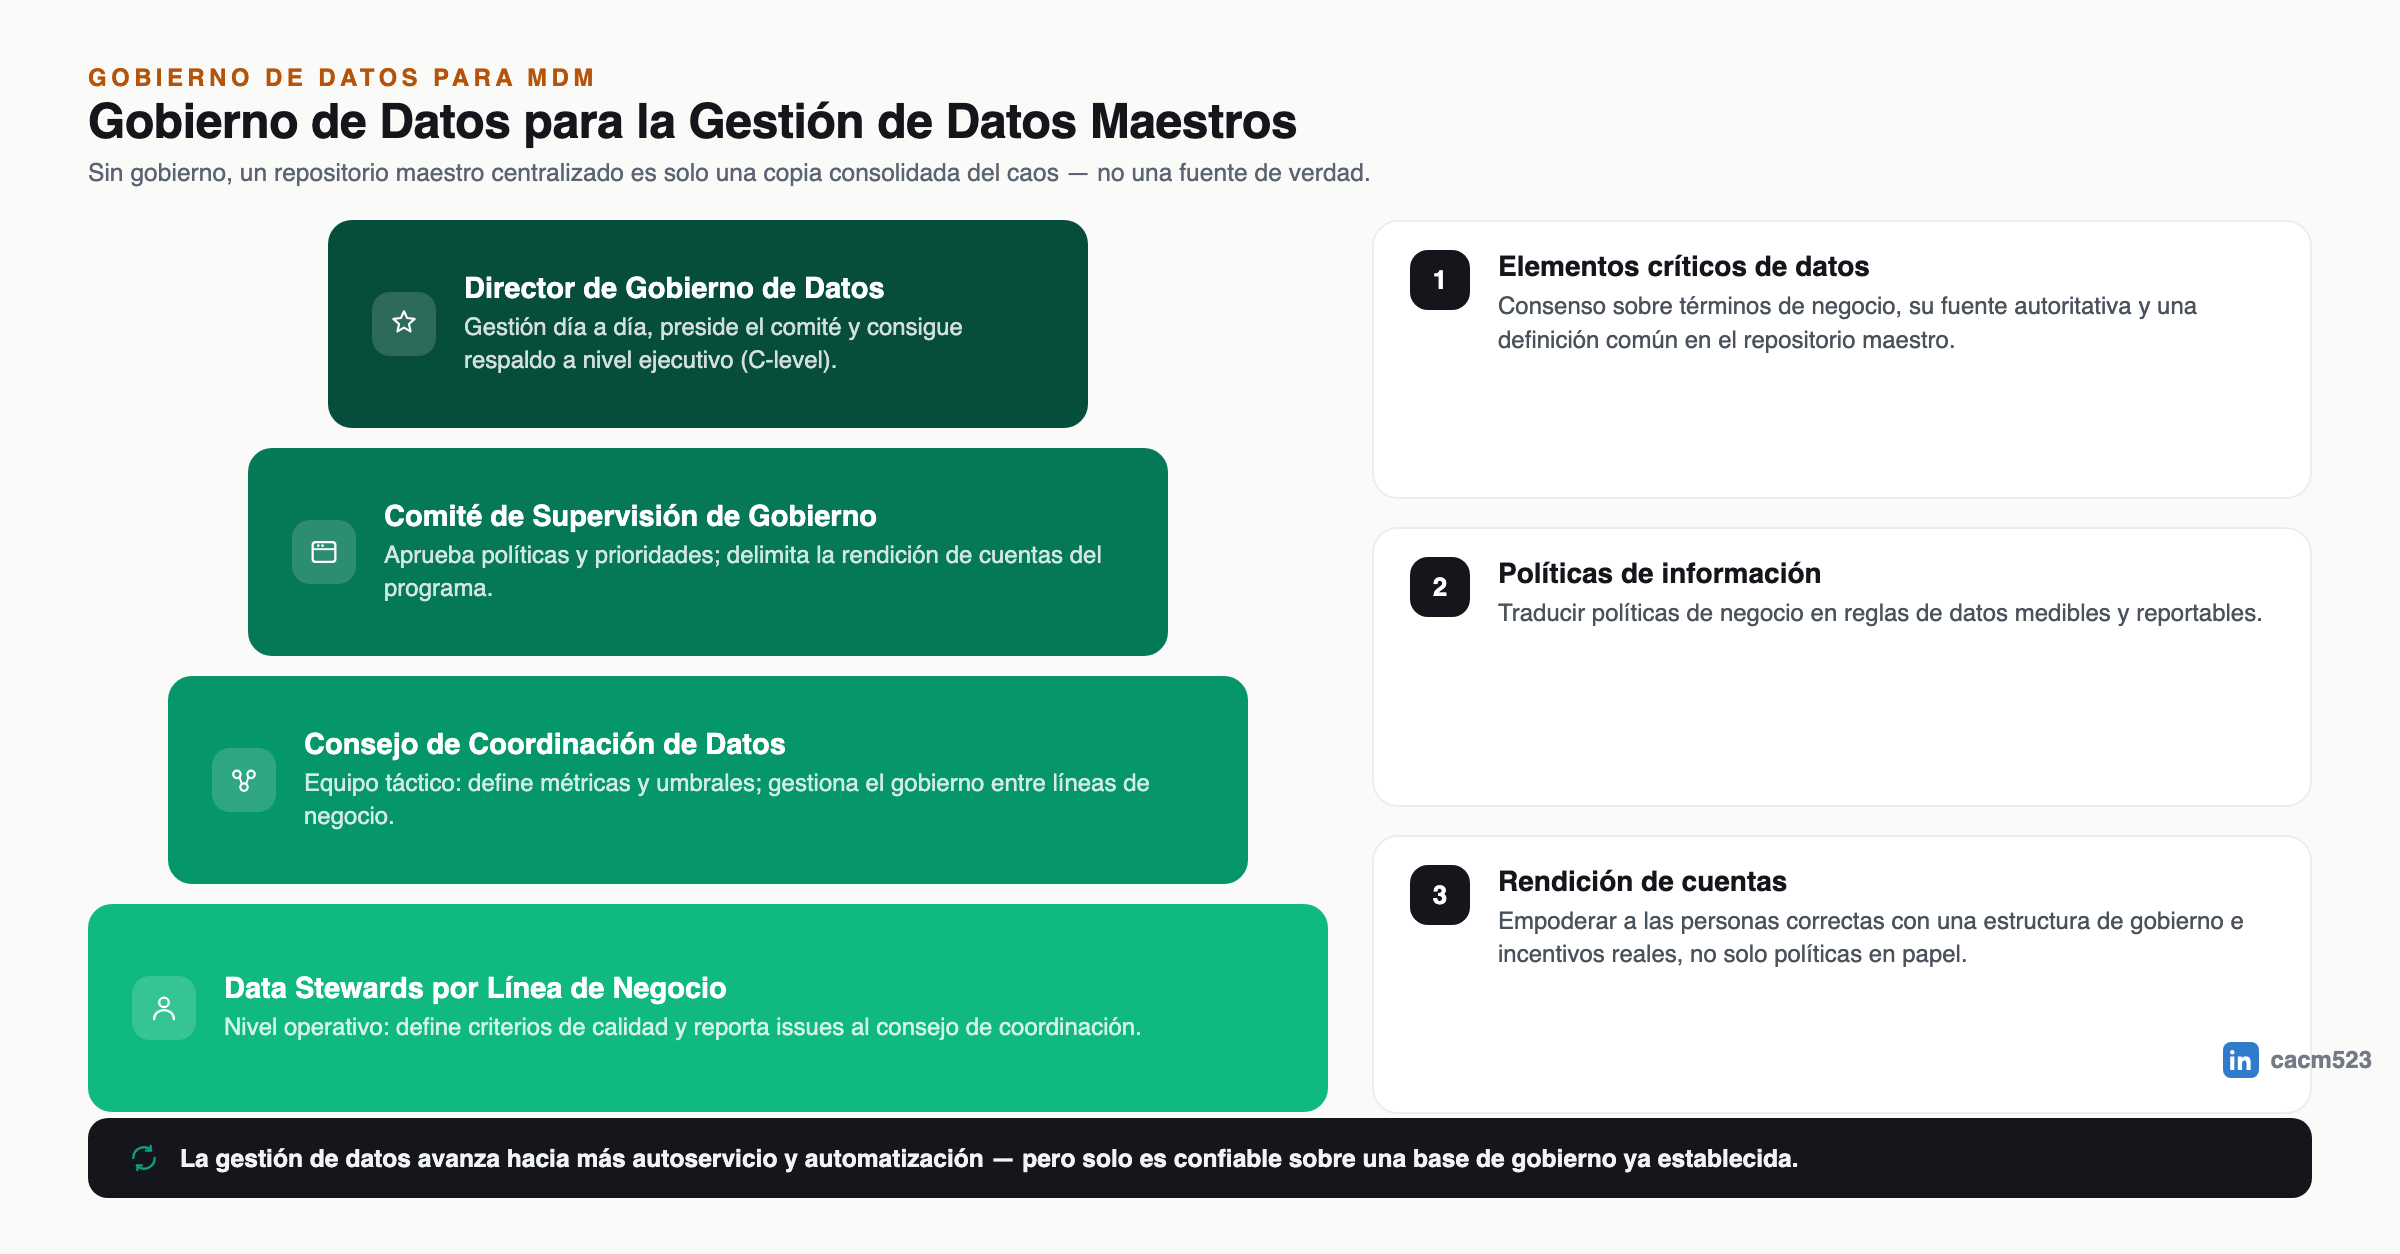 GOBIERNO DE DATOS PARA MDM
Gobierno de Datos para la Gestión de Datos Maestros
Sin gobierno, un repositorio maestro centralizado es solo una copia consolidada del caos — no una fuente de verdad.
Director de Gobierno de Datos
Gestión día a día, preside el comité y consigue
respaldo a nivel ejecutivo (C-level).
Comité de Supervisión de Gobierno
Aprueba políticas y prioridades; delimita la rendición de cuentas del
programa.
Consejo de Coordinación de Datos
Equipo táctico: define métricas y umbrales; gestiona el gobierno entre líneas de
negocio.
Data Stewards por Línea de Negocio
Nivel operativo: define criterios de calidad y reporta issues al consejo de coordinación.
1
Elementos críticos de datos
Consenso sobre términos de negocio, su fuente autoritativa y una
definición común en el repositorio maestro.
2
Políticas de información
Traducir políticas de negocio en reglas de datos medibles y reportables.
3
Rendición de cuentas
Empoderar a las personas correctas con una estructura de gobierno e
incentivos reales, no solo políticas en papel.
in cacm523
La gestión de datos avanza hacia más autoservicio y automatización — pero solo es confiable sobre una base de gobierno ya establecida.